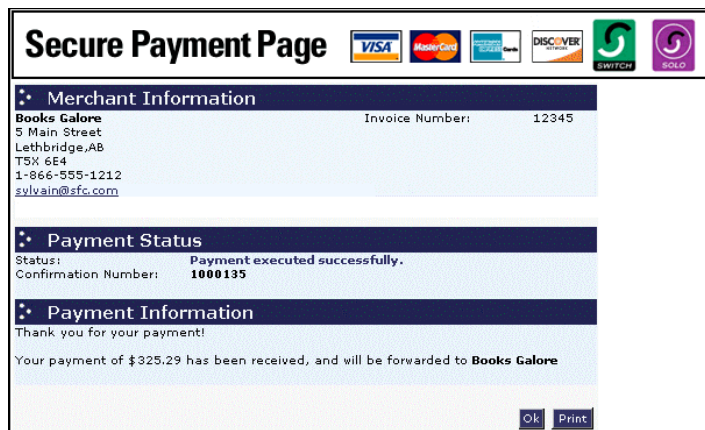 Secure Payment Page VISA MasterCard Cards DISCOVER NETWORK SWITCH SOLO
Merchant Information
Books Galore Invoice Number: 12345
5 Main Street
Lethbridge,AB
T5X 6E4
1-866-555-1212
sylvain@sfc.com
Payment Status
Status: Payment executed successfully.
Confirmation Number: 1000135
Payment Information
Thank you for your payment!
Your payment of $325.29 has been received, and will be forwarded to Books Galore
Ok Print